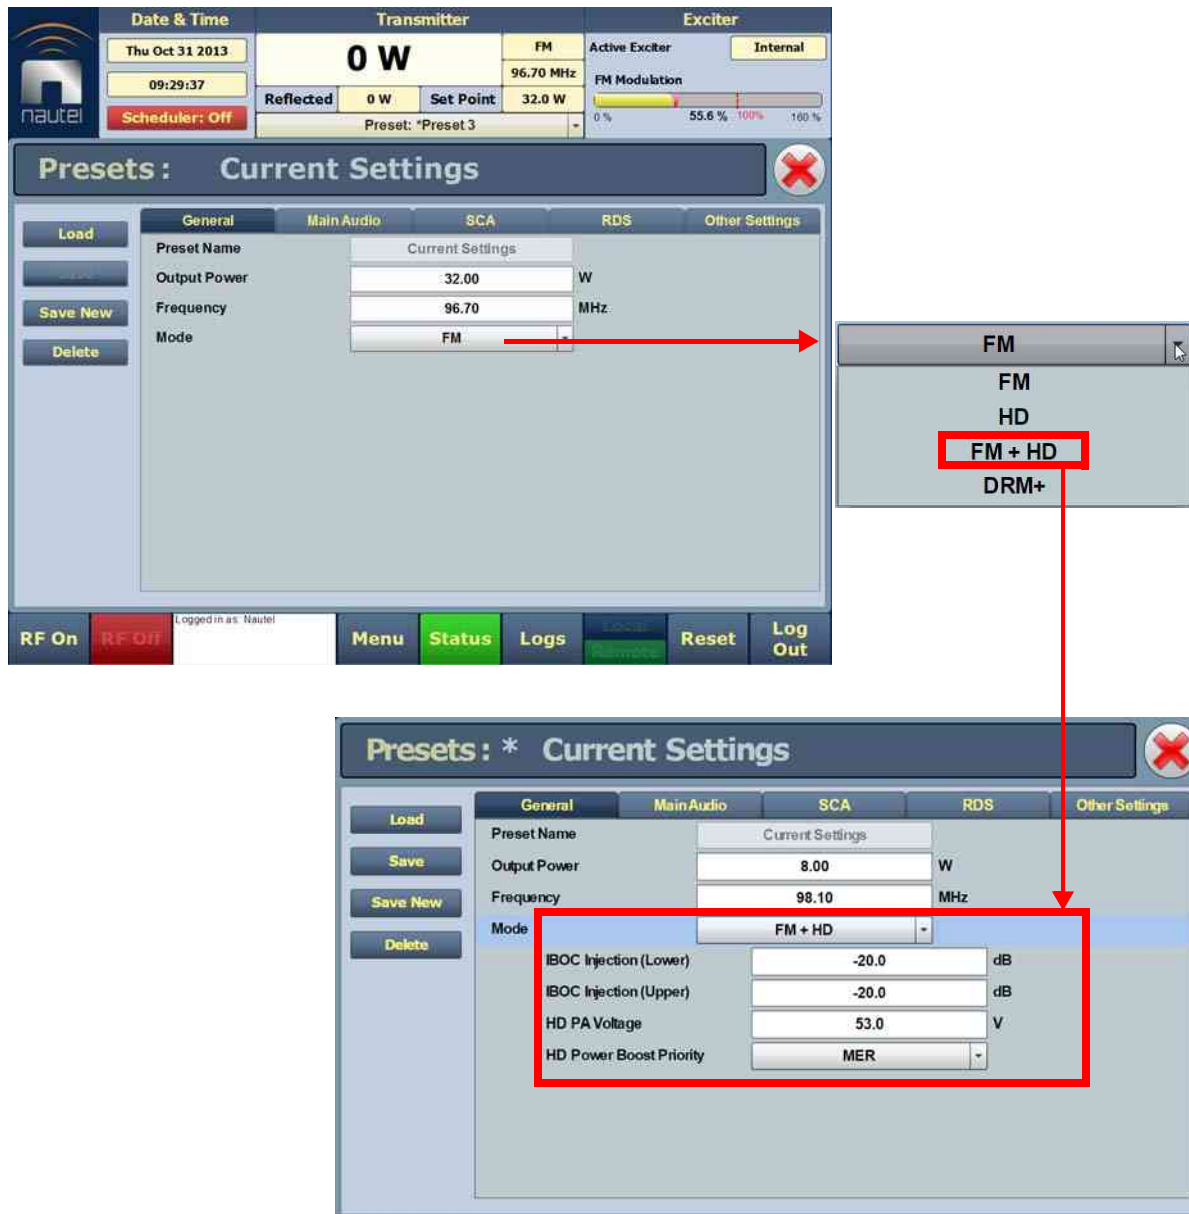 Date & Time Transmitter Exciter
nautel
Thu Oct 31 2013
09:29:37
Scheduler: Off
0 W
FM
96.70 MHz
Reflected 0 W Set Point 32.0 W
Preset: *Preset 3
Active Exciter Internal
FM Modulation
0 % 55.6 % 100% 160 %
Presets: Current Settings
Load
Save
Save New
Delete
General Main Audio SCA RDS Other Settings
Preset Name Current Settings
Output Power 32.00 W
Frequency 96.70 MHz
Mode FM
FM
FM
HD
FM + HD
DRM+
RF On RF Off Logged in as: Nautel Menu Status Logs Local Remote Reset Log Out
Presets: * Current Settings
Load
Save
Save New
Delete
General Main Audio SCA RDS Other Settings
Preset Name Current Settings
Output Power 8.00 W
Frequency 98.10 MHz
Mode FM + HD
IBOC Injection (Lower) -20.0 dB
IBOC Injection (Upper) -20.0 dB
HD PA Voltage 53.0 V
HD Power Boost Priority MER